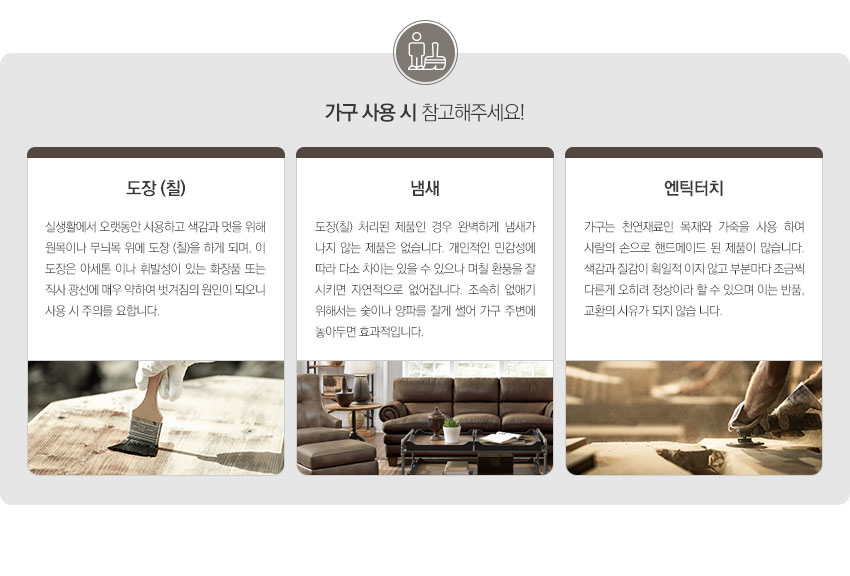 가구 사용 시 참고해주세요!
도장 (칠)
실생활에서 오랫동안 사용하고 색감과 멋을 위해
원목이나 무늬목 위에 도장 (칠)을 하게 되며, 이
도장은 아세톤 이나 휘발성이 있는 화장품 또는
직사 광선에 매우 약하여 벗거짐의 원인이 되오니
사용 시 주의를 요합니다.
냄새
도장(칠) 처리된 제품인 경우 완벽하게 냄새가
나지 않는 제품은 없습니다. 개인적인 민감성에
따라 다소 차이는 있을 수 있으나 며칠 환풍을 잘
시키면 자연적으로 없어집니다. 조속히 없애기
위해서는 숯이나 양파를 잘게 썰어 가구 주변에
놓아두면 효과적입니다.
엔틱터치
가구는 천연재료인 목재와 가죽을 사용 하여
사람의 손으로 핸드메이드 된 제품이 많습니다.
색감과 질감이 획일적 이지 않고 부분마다 조금씩
다른게 오히려 정상이라 할 수 있으며 이는 반품,
교환의 사유가 되지 않습 니다.